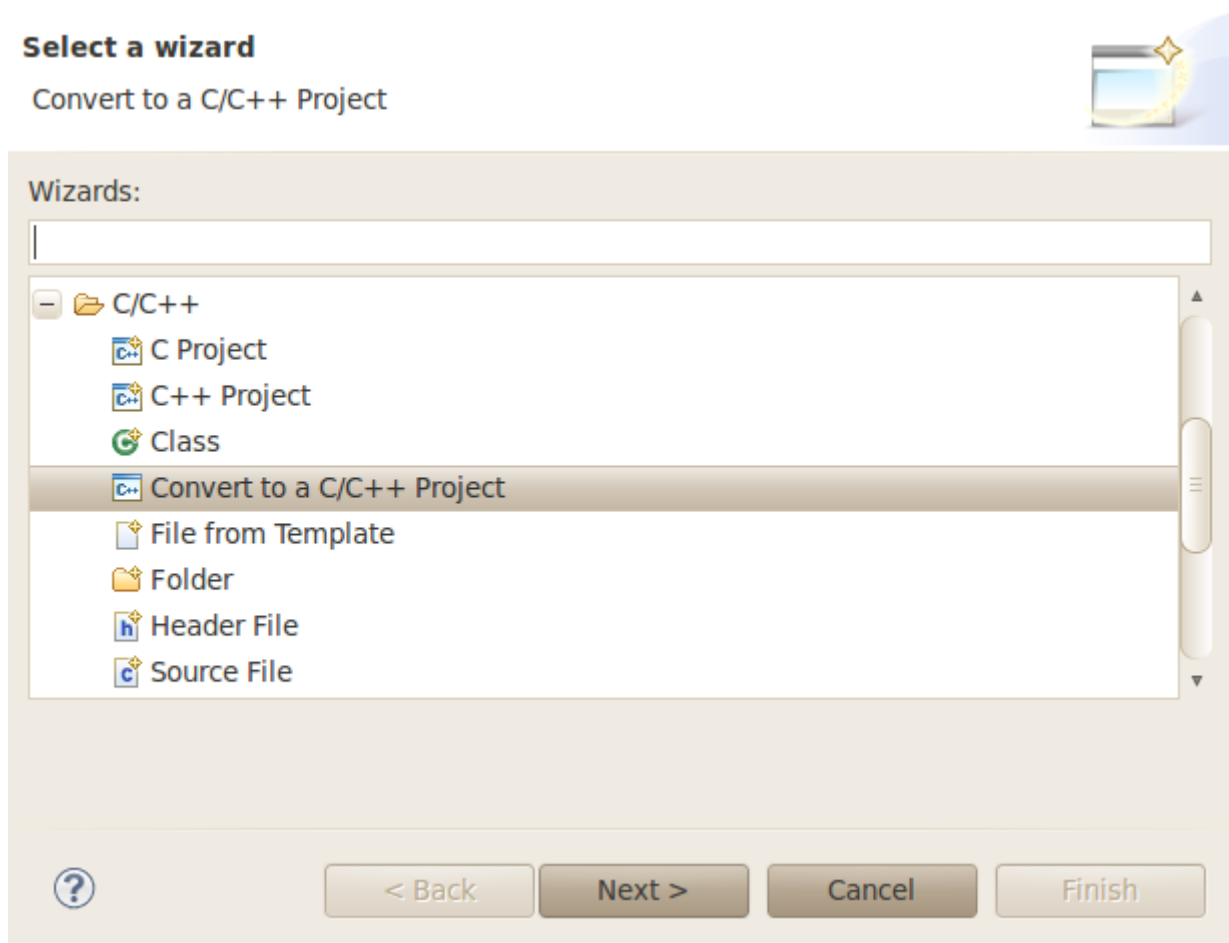 Select a wizard
Convert to a C/C++ Project
Wizards:
C/C++
C Project
C++ Project
Class
Convert to a C/C++ Project
File from Template
Folder
Header File
Source File
< Back Next > Cancel Finish